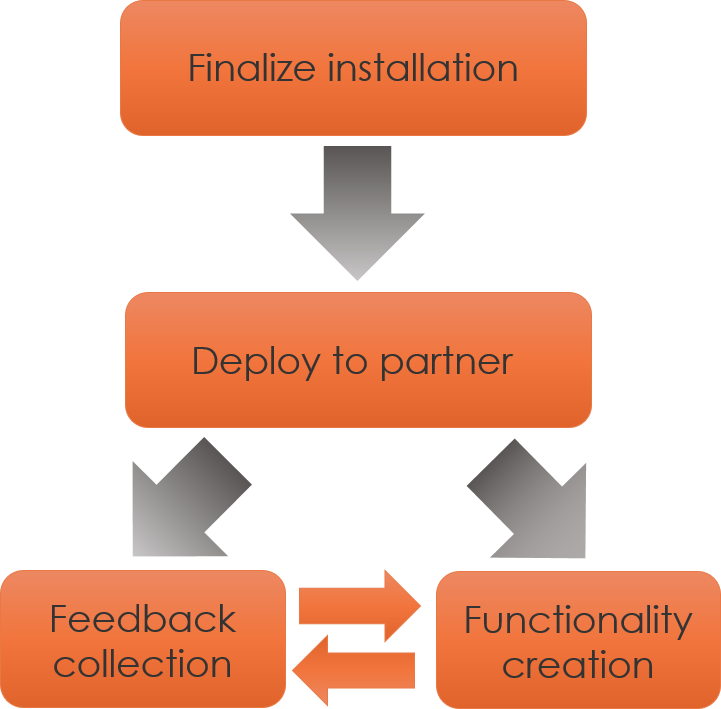 Finalize installation
Deploy to partner
Feedback
collection
Functionality
creation